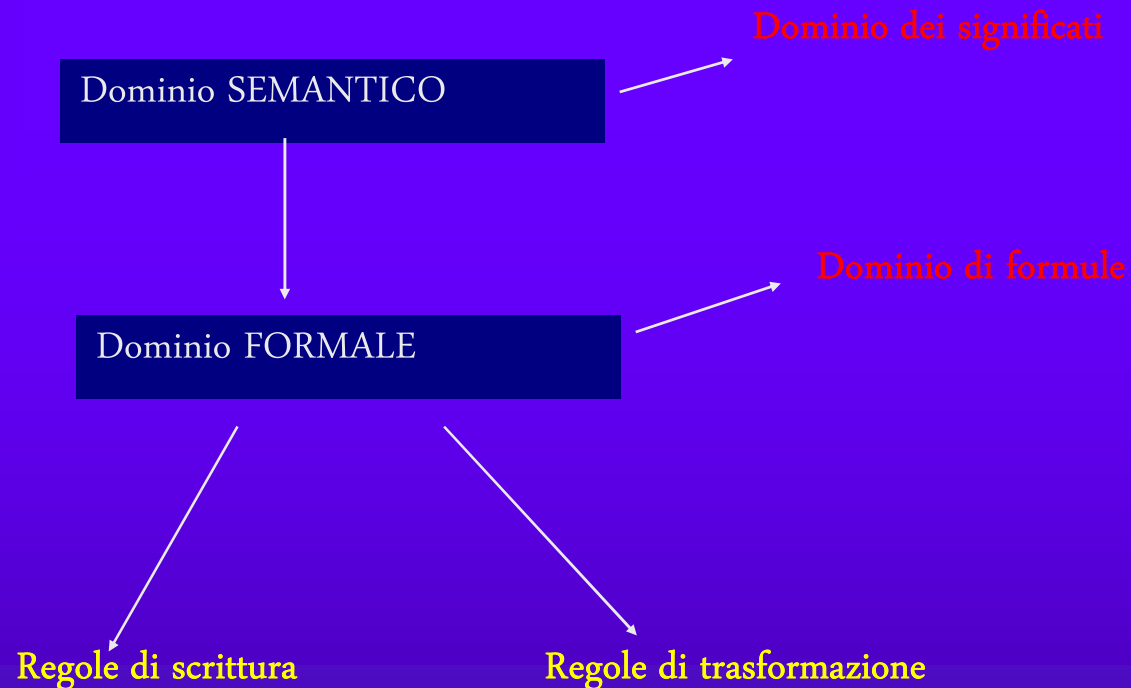 Dominio dei significati
Dominio SEMANTICO
Dominio di formule
Dominio FORMALE
Regole di scrittura
Regole di trasformazione